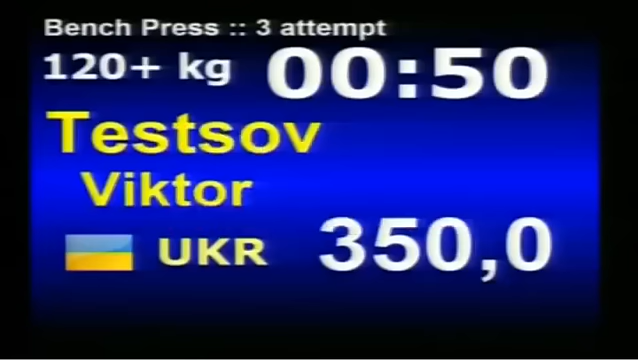 Bench Press :: 3 attempt
120+ kg 00:50
Testsov
Viktor
UKR 350,0